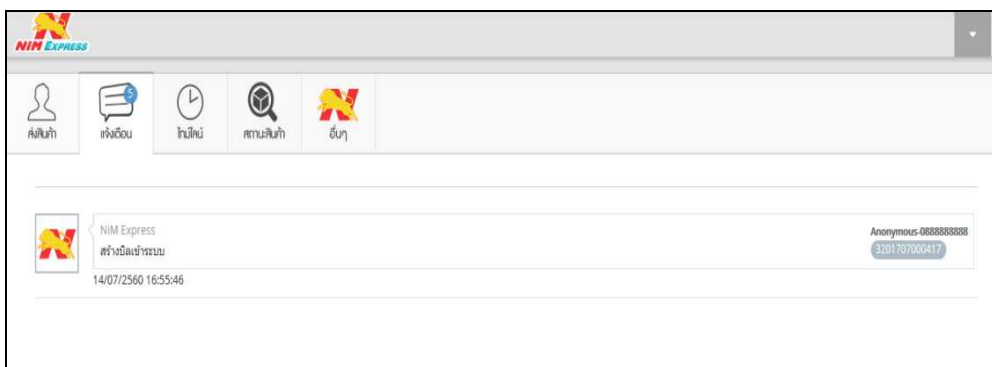 NIM EXPRESS
5
ส่งสินค้า แจ้งเตือน ไทม์ไลน์ สถานะสินค้า อื่นๆ
NiM Express Anonymous-0888888888
สร้างบิลเข้าระบบ 3201707000417
14/07/2560 16:55:46